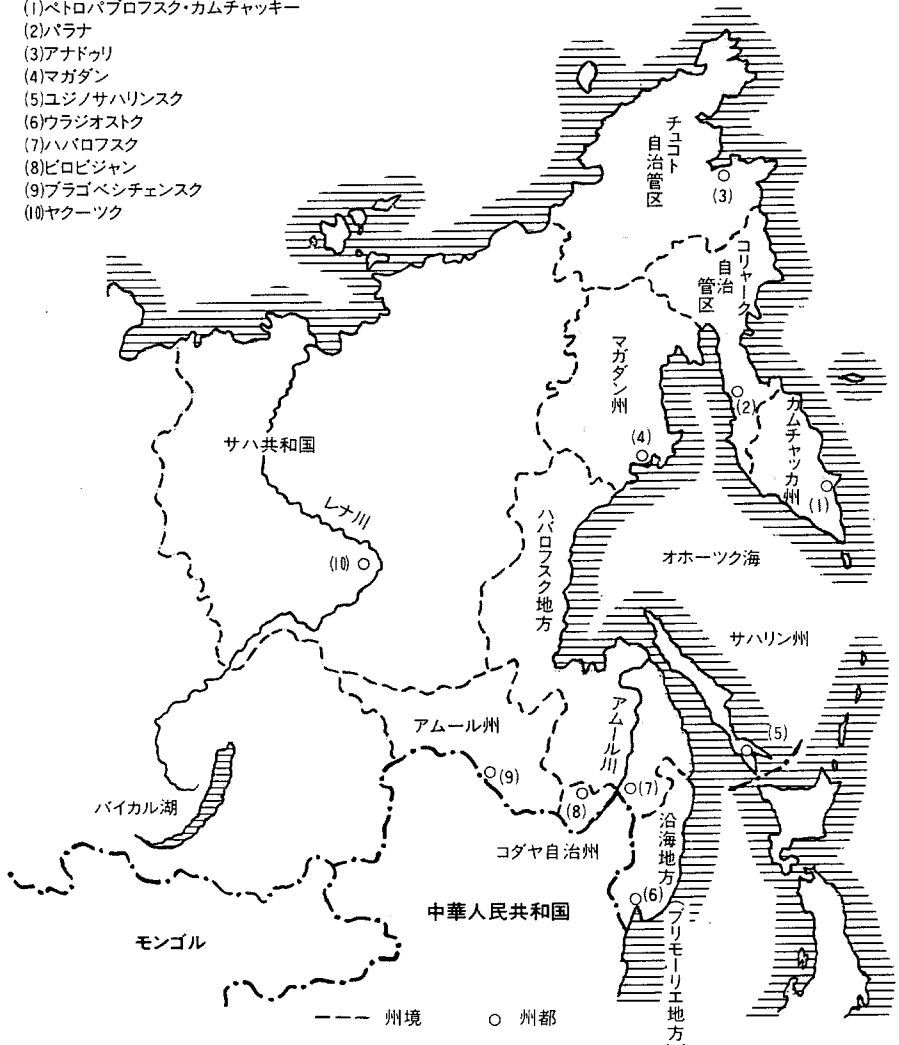 (1)ペトロパブロフスク・カムチャッキー
(2)パラナ
(3)アナドゥリ
(4)マガダン
(5)ユジノサハリンスク
(6)ウラジオストク
(7)ハバロフスク
(8)ビロビジャン
(9)ブラゴベシチェンスク
(10)ヤクーツク
チュコト
自治管区
(3)
コリャーク
自治
管区
マガダン州
(2)
カムチャッカ州
(4)
(1)
サハ共和国
レナ川
(10)
ハバロフスク地方
オホーツク海
サハリン州
アムール州
アムール川
(5)
(9)
(8)
(7)
バイカル湖
コダヤ自治州
沿海地方
(プリモーリエ地方)
(6)
中華人民共和国
モンゴル
州境
州都